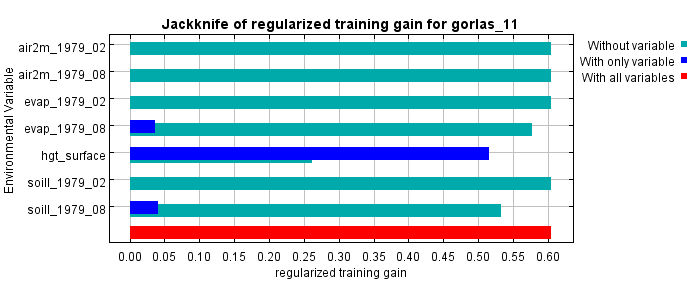 Jackknife of regularized training gain for gorlas_11
Without variable
With only variable
With all variables
Environmental Variable
air2m_1979_02
air2m_1979_08
evap_1979_02
evap_1979_08
hgt_surface
soill_1979_02
soill_1979_08
0.00 0.05 0.10 0.15 0.20 0.25 0.30 0.35 0.40 0.45 0.50 0.55 0.60
regularized training gain